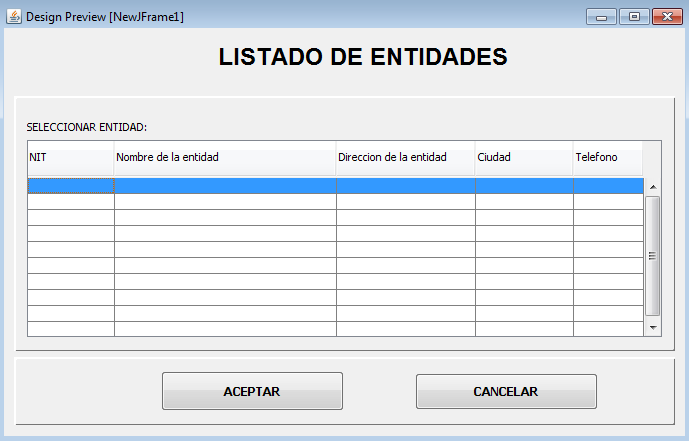 Design Preview [NewJFrame1]
LISTADO DE ENTIDADES
SELECCIONAR ENTIDAD:
NIT Nombre de la entidad Direccion de la entidad Ciudad Telefono
ACEPTAR CANCELAR